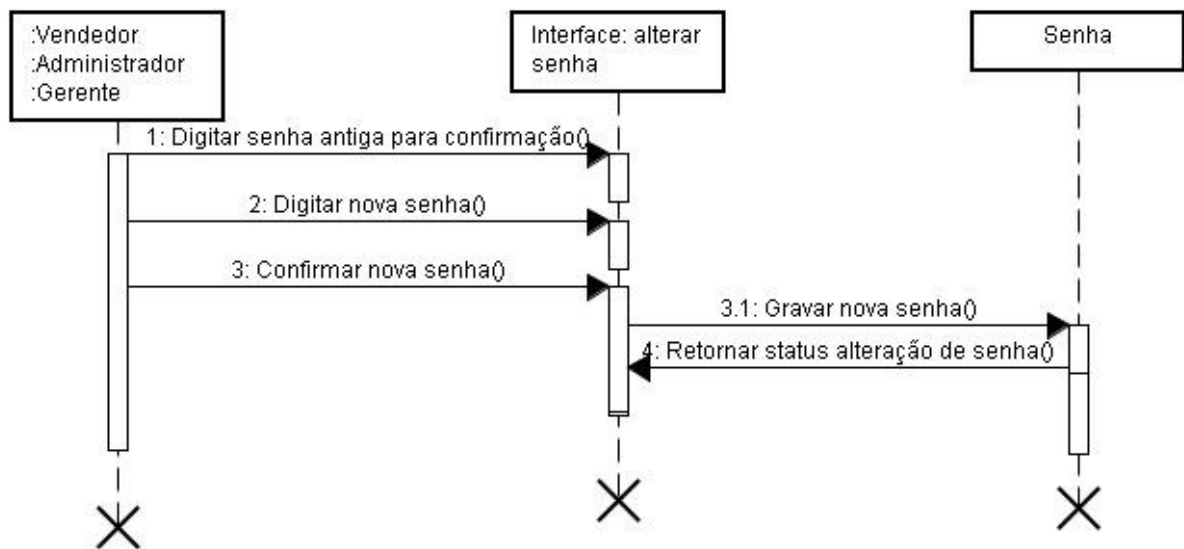 :Vendedor
:Administrador
:Gerente
Interface: alterar
senha
Senha
1: Digitar senha antiga para confirmação()
2: Digitar nova senha()
3: Confirmar nova senha()
3.1: Gravar nova senha()
4: Retornar status alteração de senha()